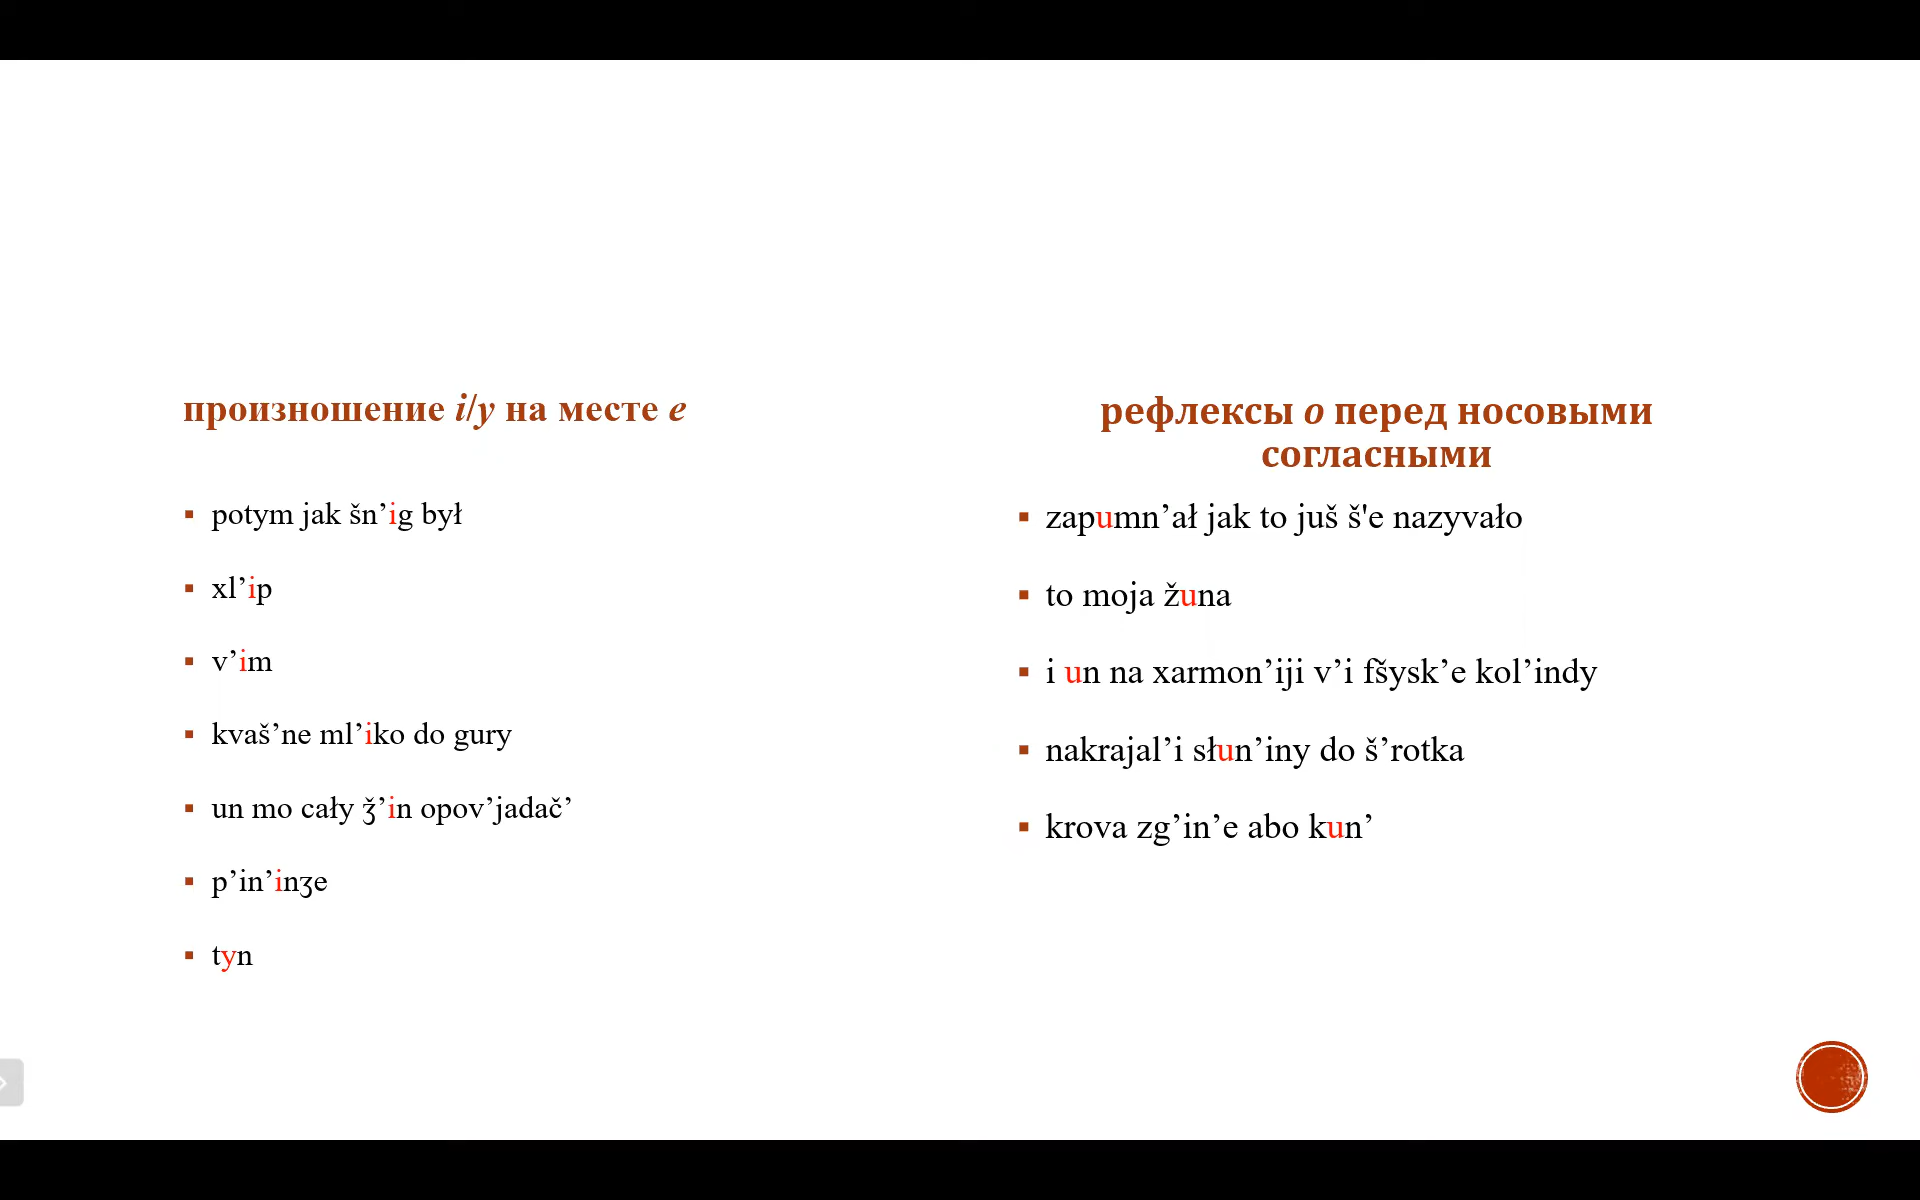 произношение i/y на месте e
potym jak šn’ig był
xl’ip
v’im
kvaš’ne ml’iko do gury
un mo cały ǯ’in opov’jadač’
p’in’inʒe
tyn
рефлексы o перед носовыми
согласными
zapumn’ał jak to juš š'e nazyvało
to moja žuna
i un na xarmon’iji v’i fšysk’e kol’indy
nakrajal’i słun’iny do š’rotka
krova zg’in’e abo kun’